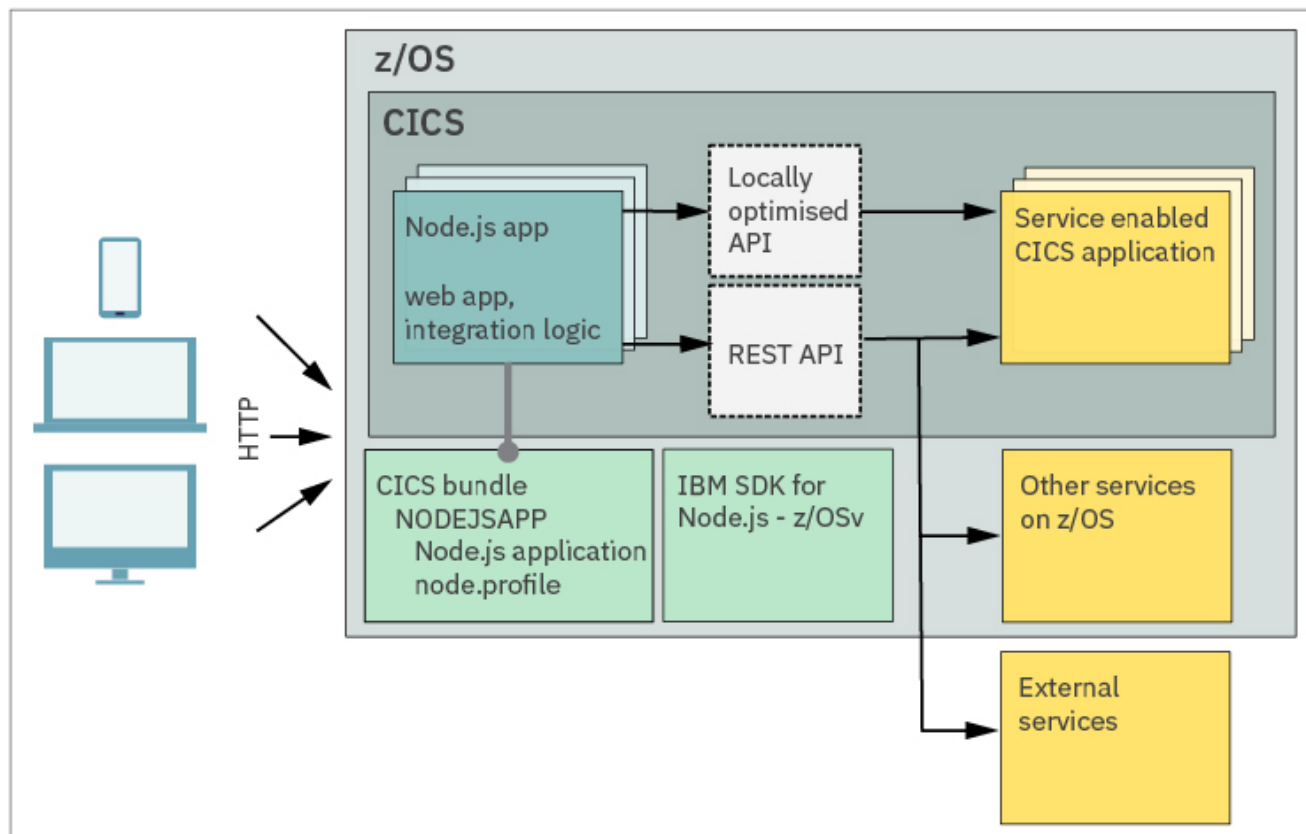 z/OS
CICS
Node.js app
web app,
integration logic
Locally
optimised
API
REST API
Service enabled
CICS application
HTTP
CICS bundle
NODEJSAPP
Node.js application
node.profile
IBM SDK for
Node.js - z/OSv
Other services
on z/OS
External
services